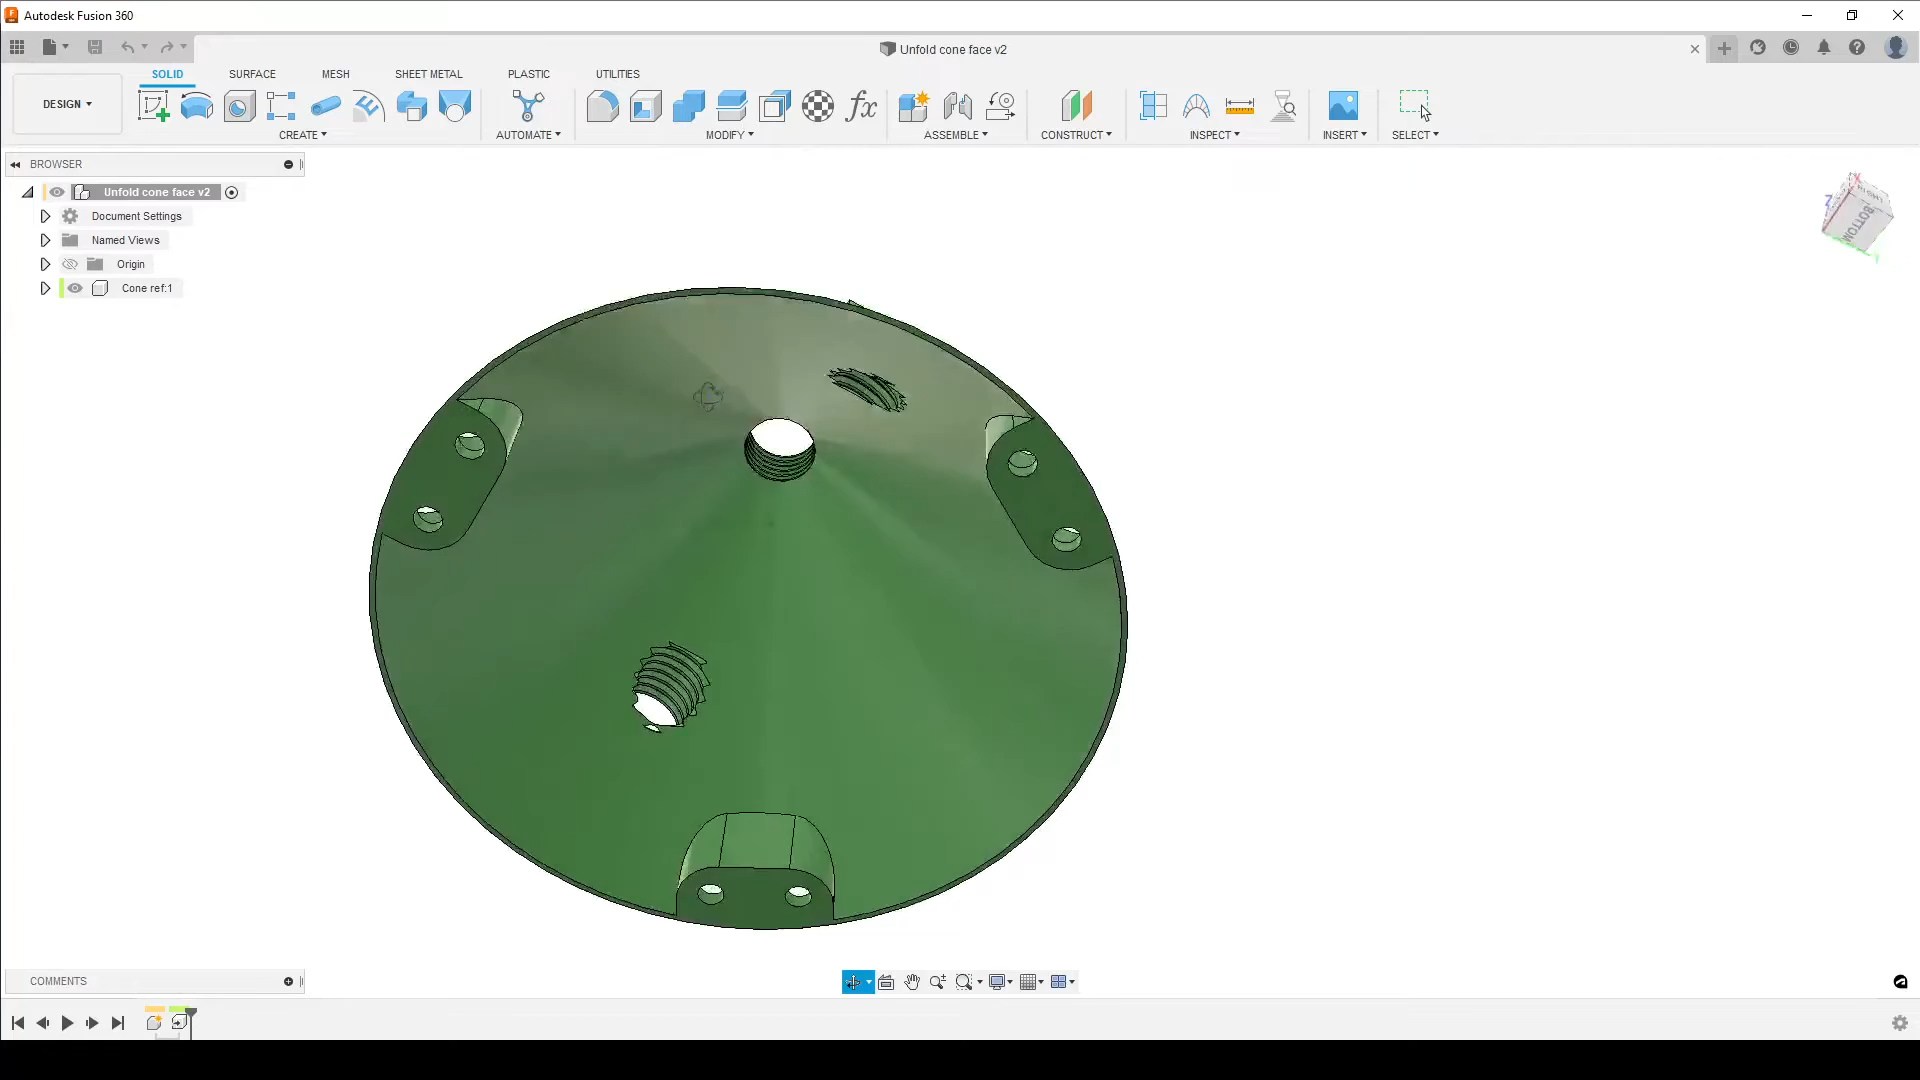 Autodesk Fusion 360
Unfold cone face v2
SOLID
SURFACE
MESH
SHEET METAL
PLASTIC
UTILITIES
DESIGN
CREATE
AUTOMATE
MODIFY
ASSEMBLE
CONSTRUCT
INSPECT
INSERT
SELECT
BROWSER
Unfold cone face v2
Document Settings
Named Views
Origin
Cone ref:1
X
Z
BOTTOM
Y
COMMENTS